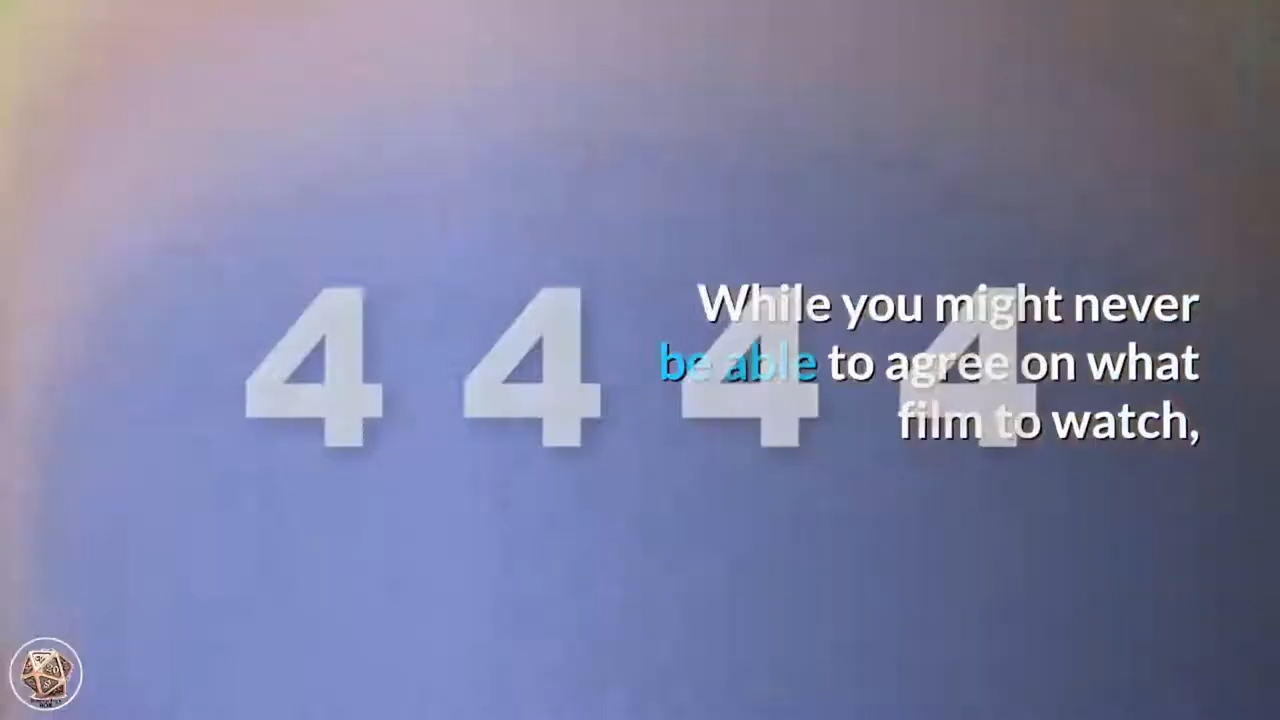 4 4 4 4
While you might never
be able to agree on what
film to watch,